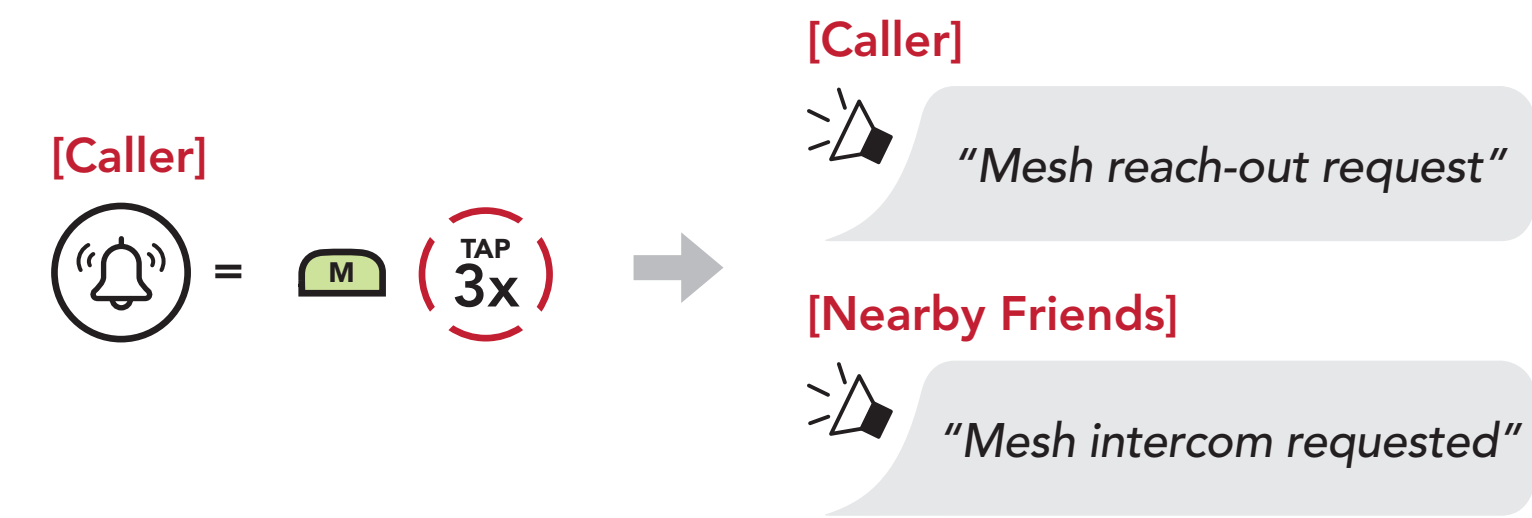 [Caller]
=
M
TAP
3x
[Caller]
“Mesh reach-out request”
[Nearby Friends]
“Mesh intercom requested”